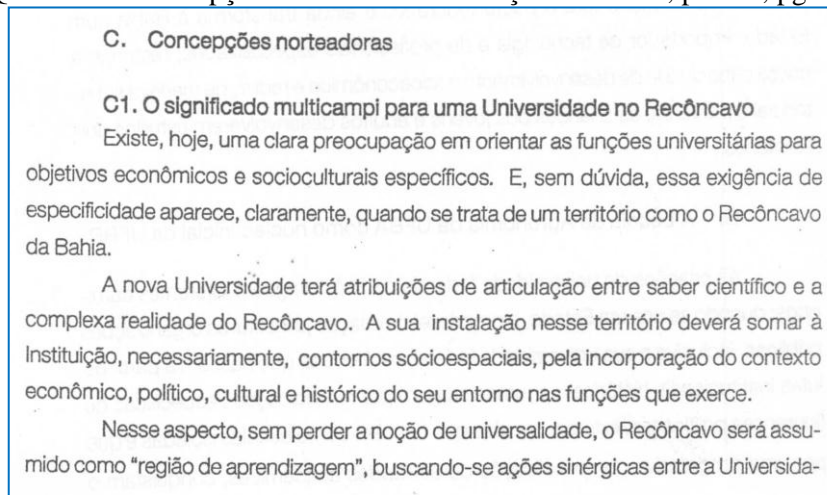 C. Concepções norteadoras
C1. O significado multicampi para uma Universidade no Recôncavo
Existe, hoje, uma clara preocupação em orientar as funções universitárias para
objetivos econômicos e socioculturais específicos. E, sem dúvida, essa exigência de
especificidade aparece, claramente, quando se trata de um território como o Recôncavo
da Bahia.
A nova Universidade terá atribuições de articulação entre saber científico e a
complexa realidade do Recôncavo. A sua instalação nesse território deverá somar à
Instituição, necessariamente, contornos sócioespaciais, pela incorporação do contexto
econômico, político, cultural e histórico do seu entorno nas funções que exerce.
Nesse aspecto, sem perder a noção de universalidade, o Recôncavo será assu-
mido como "região de aprendizagem", buscando-se ações sinérgicas entre a Universida-